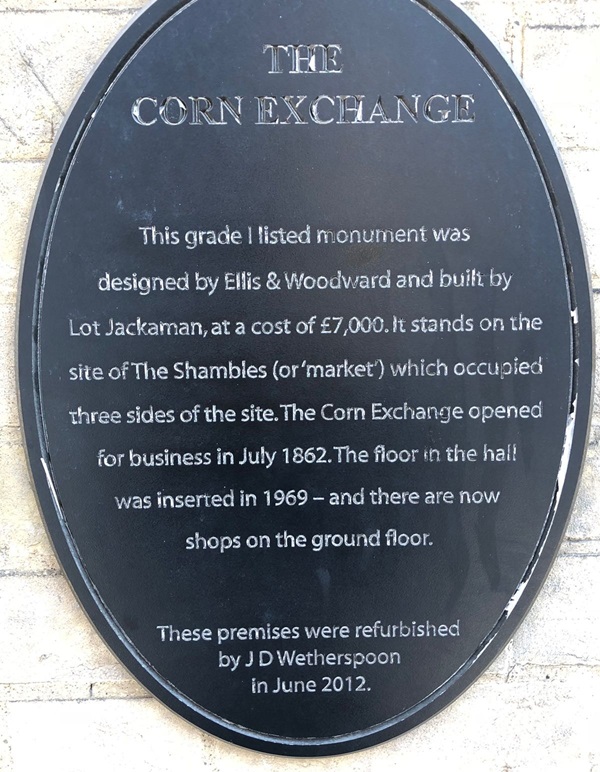 THE
CORN EXCHANGE
This grade I listed monument was
designed by Ellis & Woodward and built by
Lot Jackaman, at a cost of £7,000. It stands on the
site of The Shambles (or 'market') which occupied
three sides of the site. The Corn Exchange opened
for business in July 1862. The floor in the hall
was inserted in 1969 – and there are now
shops on the ground floor.
These premises were refurbished
by J D Wetherspoon
in June 2012.